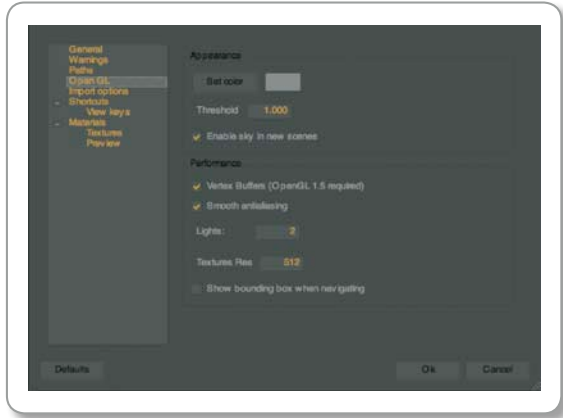 General
Warnings
Paths
Open GL
Import options
Shortcuts
View keys
Materials
Textures
Preview
Appearance
Set color
Threshold 1.000
Enable sky in new scenes
Performance
Vertex Buffers (OpenGL 1.5 required)
Smooth antialiasing
Lights: 2
Textures Res 512
Show bounding box when navigating
Defaults Ok Cancel